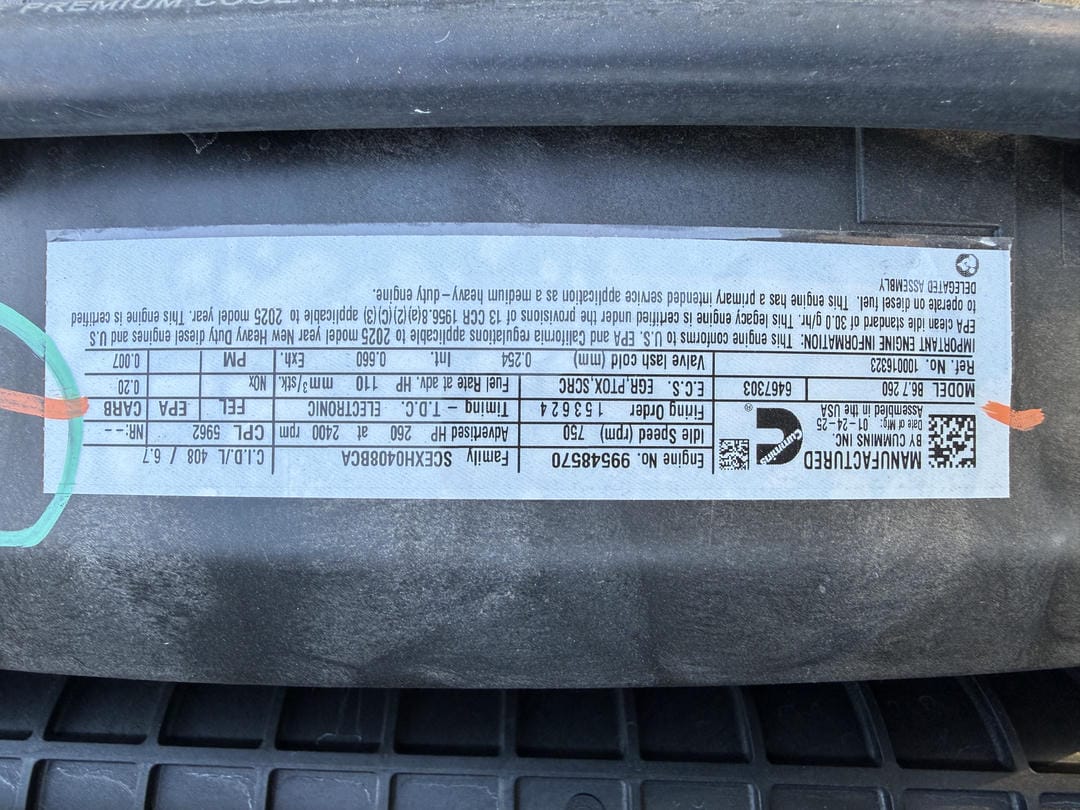 PREMIUM COOLANT
MANUFACTURED
BY CUMMINS INC.
Date Mfg. 01-24-25
Assembled in the USA
Cummins
®
Engine No. 99548570
Family SCEXH0408BCA
C.I.D./L 408 / 6.7
Idle Speed (rpm) 750
Advertised HP 260 at 2400 rpm
CPL 5962
NR: --
Firing Order 1 5 3 6 2 4
Timing - T.D.C. ELECTRONIC
FEL EPA CARB
MODEL B6.7 260 6467303
E.C.S. EGR,PTOX,SCRC
Fuel Rate at adv. HP 110 mm³/stk.
NOx 0.20
Ref. No. 100016323
Valve lash cold (mm) 0.254 Int. 0.660 Exh.
PM 0.007
IMPORTANT ENGINE INFORMATION: This engine conforms to U.S. EPA and California regulations applicable to 2025 model year New Heavy Duty diesel engines and U.S
EPA clean idle standard of 30.0 g/hr. This legacy engine is certified under the provisions of 13 CCR 1956.8(a)(2)(C)(3) applicable to 2025 model year. This engine is certified
to operate on diesel fuel. This engine has a primary intended service application as a medium heavy-duty engine.
DELEGATED ASSEMBLY